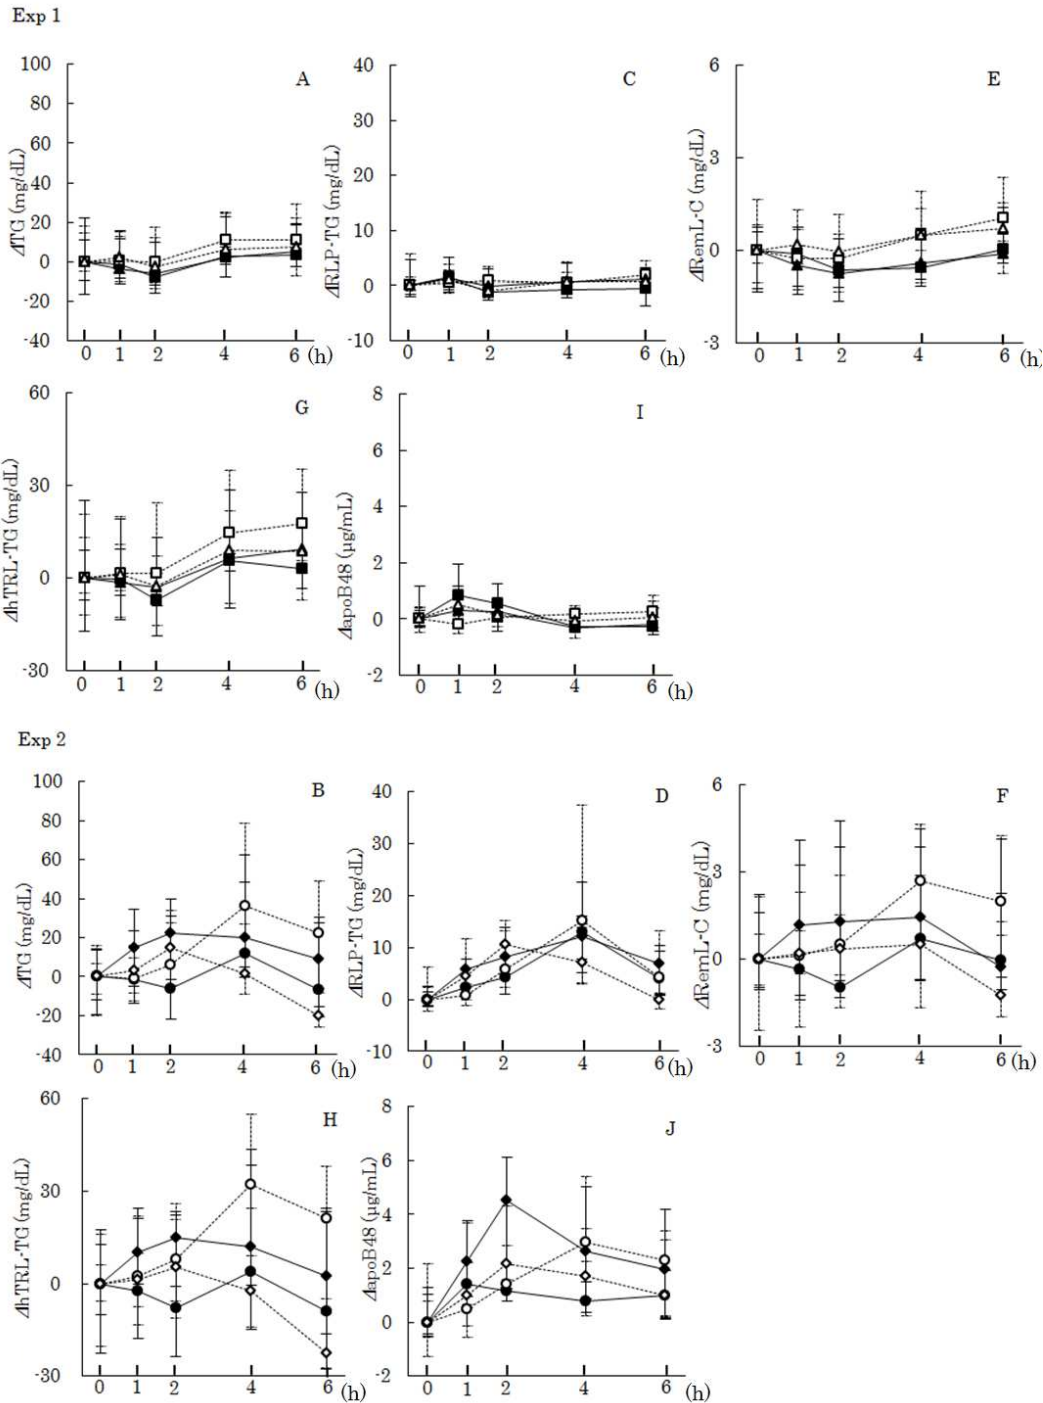 Exp 1
A
ΔTG (mg/dL)
100
80
60
40
20
0
-20
-40
0 1 2 4 6 (h)
C
ΔRLP-TG (mg/dL)
40
30
20
10
0
-10
0 1 2 4 6 (h)
E
ΔRemL-C (mg/dL)
6
3
0
-3
0 1 2 4 6 (h)
G
ΔhTRL-TG (mg/dL)
60
30
0
-30
0 1 2 4 6 (h)
I
ΔapoB48 (μg/mL)
8
6
4
2
0
-2
0 1 2 4 6 (h)
Exp 2
B
ΔTG (mg/dL)
100
80
60
40
20
0
-20
-40
0 1 2 4 6 (h)
D
ΔRLP-TG (mg/dL)
40
30
20
10
0
-10
0 1 2 4 6 (h)
F
ΔRemL-C (mg/dL)
6
3
0
-3
0 1 2 4 6 (h)
H
ΔhTRL-TG (mg/dL)
60
30
0
-30
0 1 2 4 6 (h)
J
ΔapoB48 (μg/mL)
8
6
4
2
0
-2
0 1 2 4 6 (h)